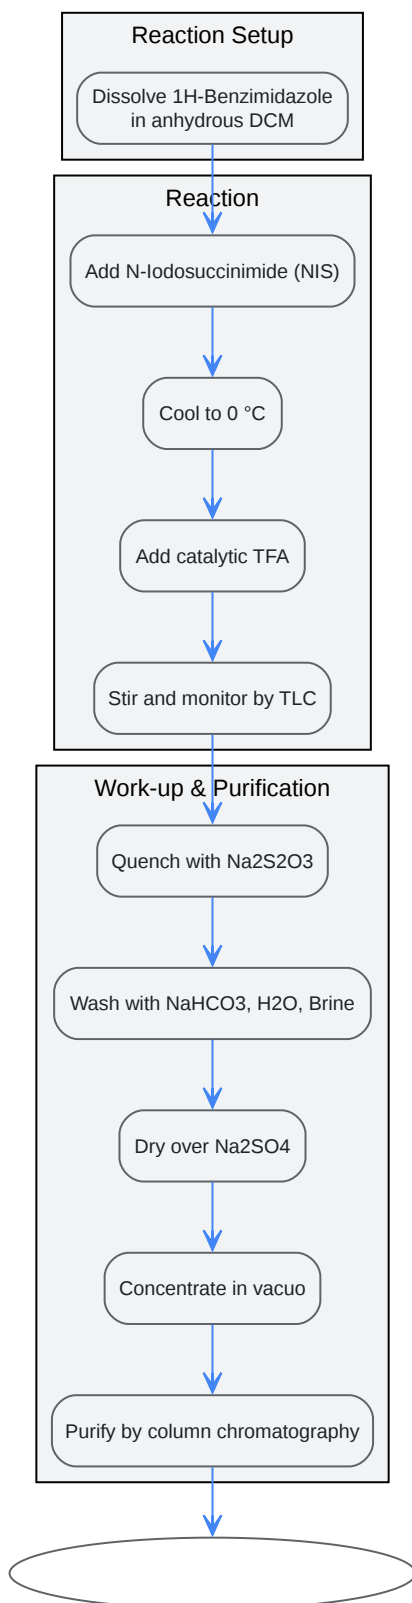 Reaction Setup
Dissolve 1H-Benzimidazole
in anhydrous DCM
Reaction
Add N-Iodosuccinimide (NIS)
Cool to 0 °C
Add catalytic TFA
Stir and monitor by TLC
Work-up & Purification
Quench with Na2S2O3
Wash with NaHCO3, H2O, Brine
Dry over Na2SO4
Concentrate in vacuo
Purify by column chromatography